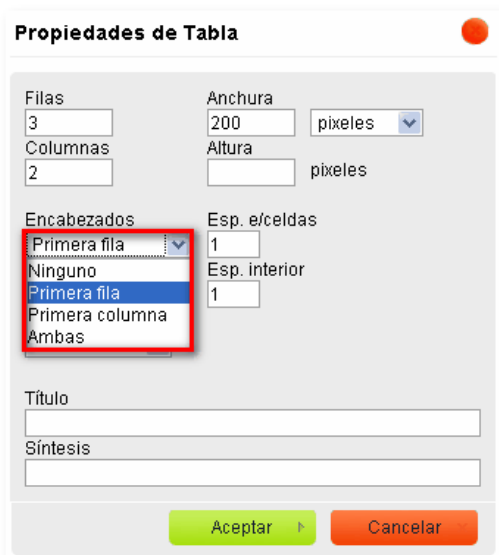 Propiedades de Tabla
Filas Anchura
3 200 pixeles
Columnas Altura
2 pixeles
Encabezados Esp. e/celdas
Primera fila 1
Ninguno Esp. interior
Primera fila 1
Primera columna
Ambas
Título
Síntesis
Aceptar Cancelar